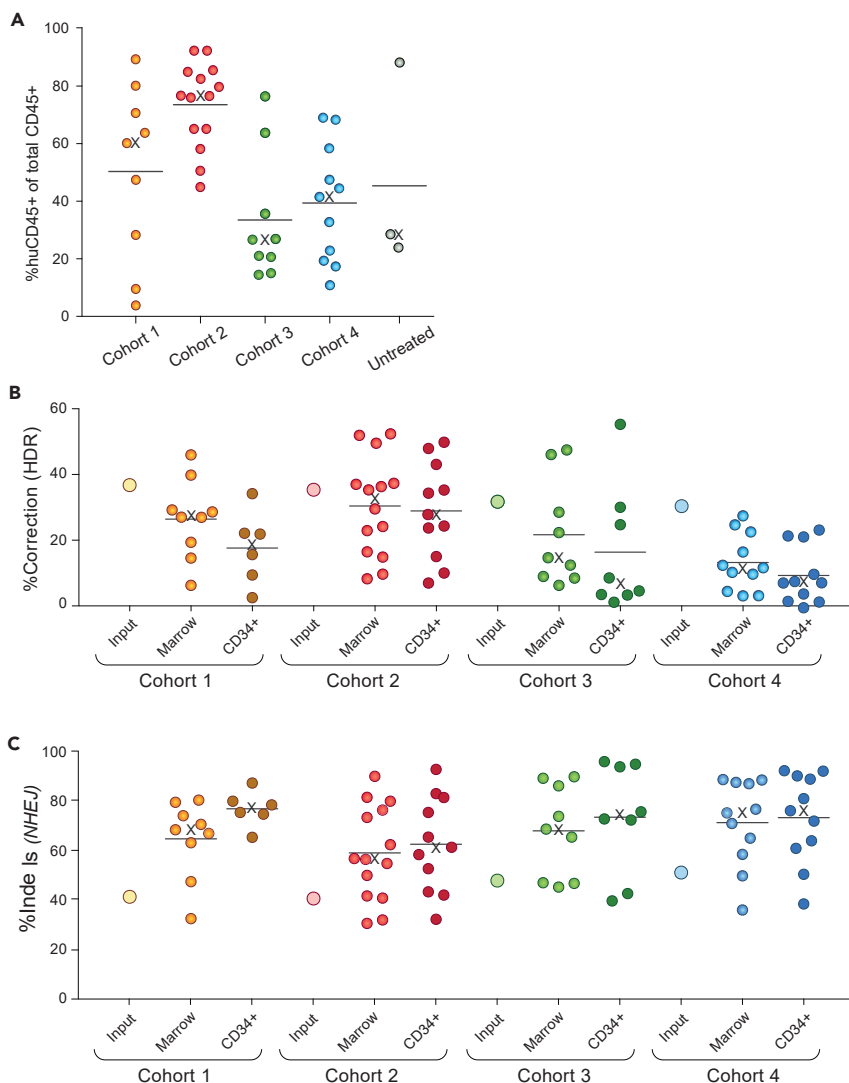 A
%huCD45+ of total CD45+
100
80
60
40
20
0
X
X
X
X
X
Cohort 1
Cohort 2
Cohort 3
Cohort 4
Untreated
B
%Correction (HDR)
60
40
20
0
X
X
X
X
X
X
X
X
Input
Marrow
CD34+
Input
Marrow
CD34+
Input
Marrow
CD34+
Input
Marrow
CD34+
Cohort 1
Cohort 2
Cohort 3
Cohort 4
C
%Inde ls (NHEJ)
100
80
60
40
20
0
X
X
X
X
X
X
X
X
Input
Marrow
CD34+
Input
Marrow
CD34+
Input
Marrow
CD34+
Input
Marrow
CD34+
Cohort 1
Cohort 2
Cohort 3
Cohort 4